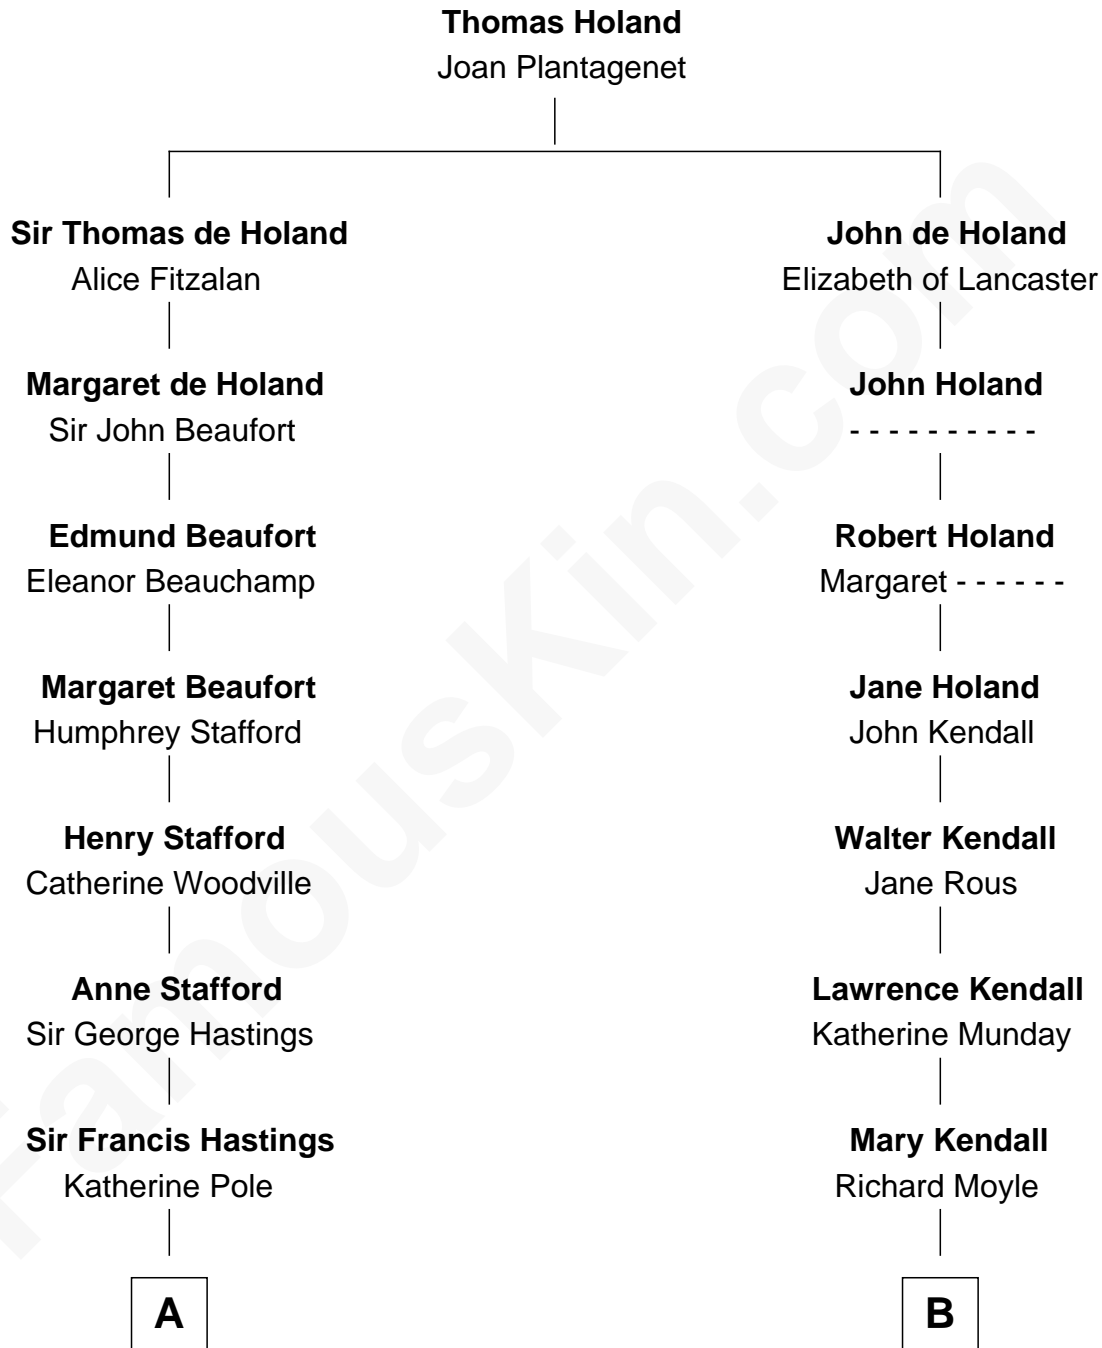 Thomas Holand
Joan Plantagenet
Sir Thomas de Holand
Alice Fitzalan
John de Holand
Elizabeth of Lancaster
Margaret de Holand
Sir John Beaufort
John Holand
- - - - - - - - - -
Edmund Beaufort
Eleanor Beauchamp
Robert Holand
Margaret - - - - - -
Margaret Beaufort
Humphrey Stafford
Jane Holand
John Kendall
Henry Stafford
Catherine Woodville
Walter Kendall
Jane Rous
Anne Stafford
Sir George Hastings
Lawrence Kendall
Katherine Munday
Sir Francis Hastings
Katherine Pole
Mary Kendall
Richard Moyle
A
B
FamousKin.com